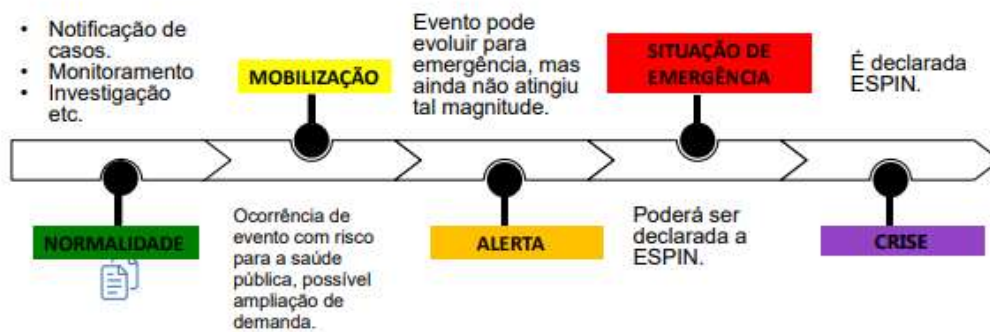 • Notificação de
casos.
• Monitoramento
• Investigação
etc.
NORMALIDADE
MOBILIZAÇÃO
Ocorrência de
evento com risco
para a saúde
pública, possível
ampliação de
demanda.
Evento pode
evoluir para
emergência, mas
ainda não atingiu
tal magnitude.
ALERTA
SITUAÇÃO DE
EMERGÊNCIA
Poderá ser
declarada a
ESPIN.
É declarada
ESPIN.
CRISE